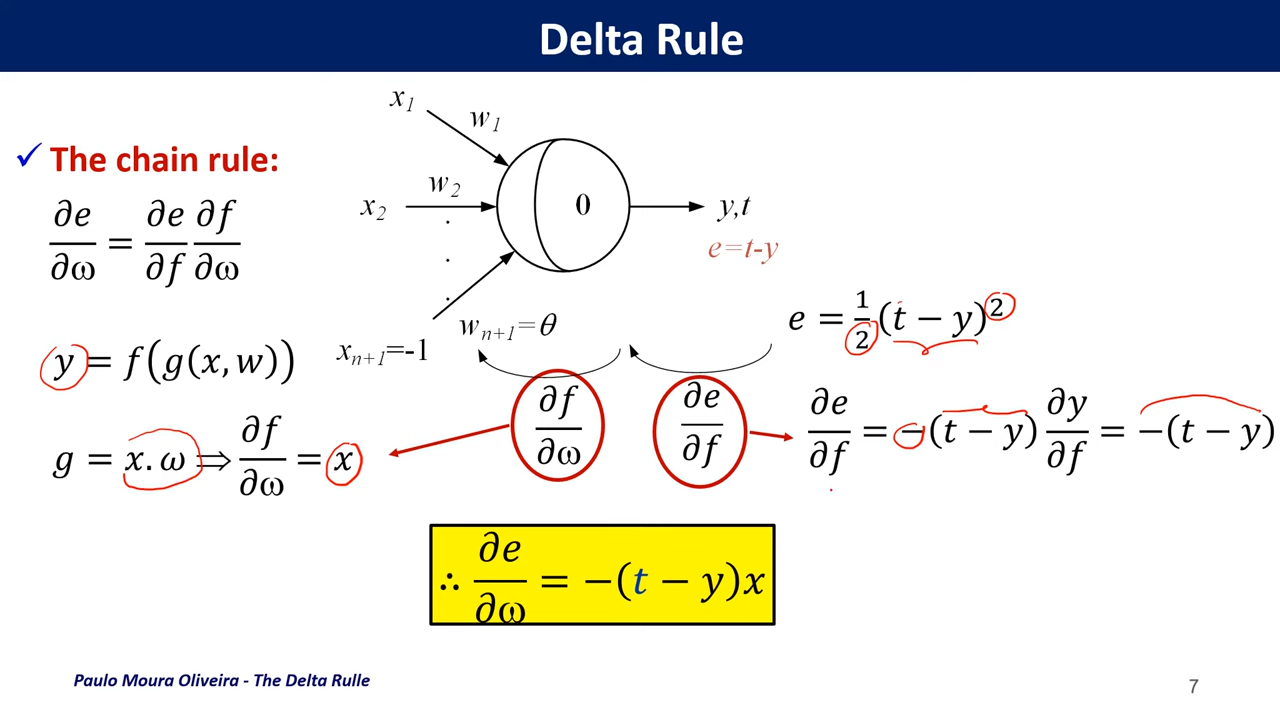 Delta Rule
✓ The chain rule:
∂e/∂ω = ∂e/∂f ∂f/∂ω
y = f(g(x, w))
g = x. ω ⇒ ∂f/∂ω = x
x1
w1
x2
w2
.
.
.
wn+1=θ
xn+1=-1
0
y,t
e=t-y
e = 1/2 (t − y)²
∂f/∂ω
∂e/∂f
∂e/∂f = −(t − y) ∂y/∂f = −(t − y)
∴ ∂e/∂ω = −(t − y)x
Paulo Moura Oliveira - The Delta Rulle
7